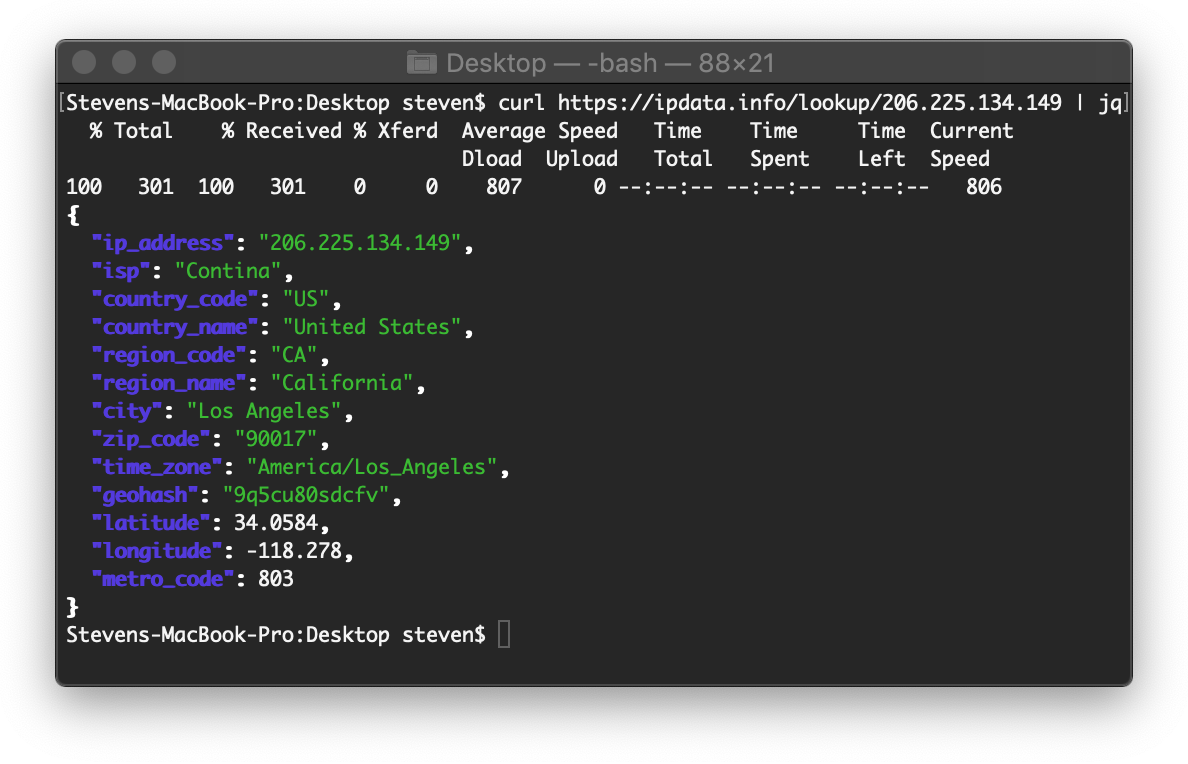 Desktop — -bash — 88×21
[Stevens-MacBook-Pro:Desktop steven$ curl https://ipdata.info/lookup/206.225.134.149 | jq]
  % Total    % Received % Xferd  Average Speed   Time    Time     Time  Current
                                 Dload  Upload   Total   Spent    Left  Speed
100   301  100   301    0     0    807      0 --:--:-- --:--:-- --:--:--   806
{
  "ip_address": "206.225.134.149",
  "isp": "Contina",
  "country_code": "US",
  "country_name": "United States",
  "region_code": "CA",
  "region_name": "California",
  "city": "Los Angeles",
  "zip_code": "90017",
  "time_zone": "America/Los_Angeles",
  "geohash": "9q5cu80sdcfv",
  "latitude": 34.0584,
  "longitude": -118.278,
  "metro_code": 803
}
Stevens-MacBook-Pro:Desktop steven$